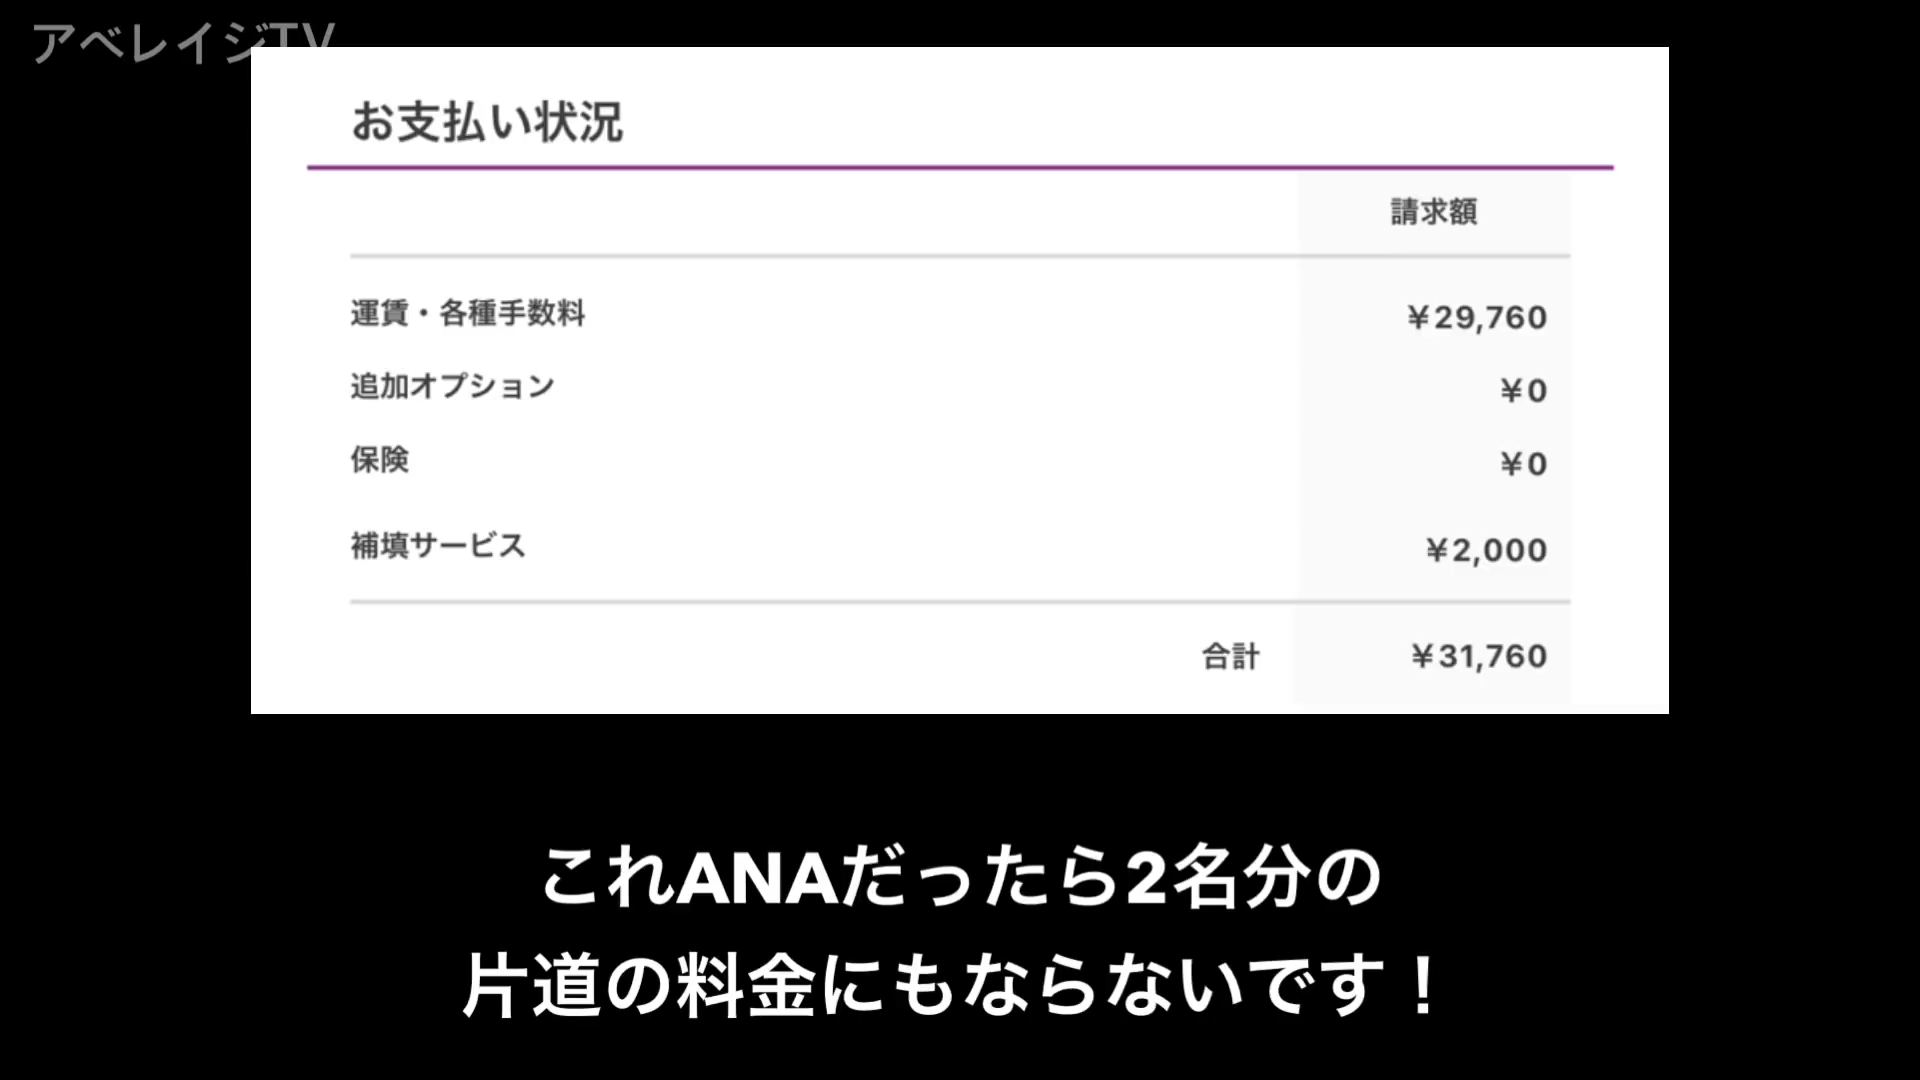 アベレイジTV
お支払い状況
請求額
運賃・各種手数料 ¥29,760
追加オプション ¥0
保険 ¥0
補填サービス ¥2,000
合計 ¥31,760
これANAだったら2名分の
片道の料金にもならないです！